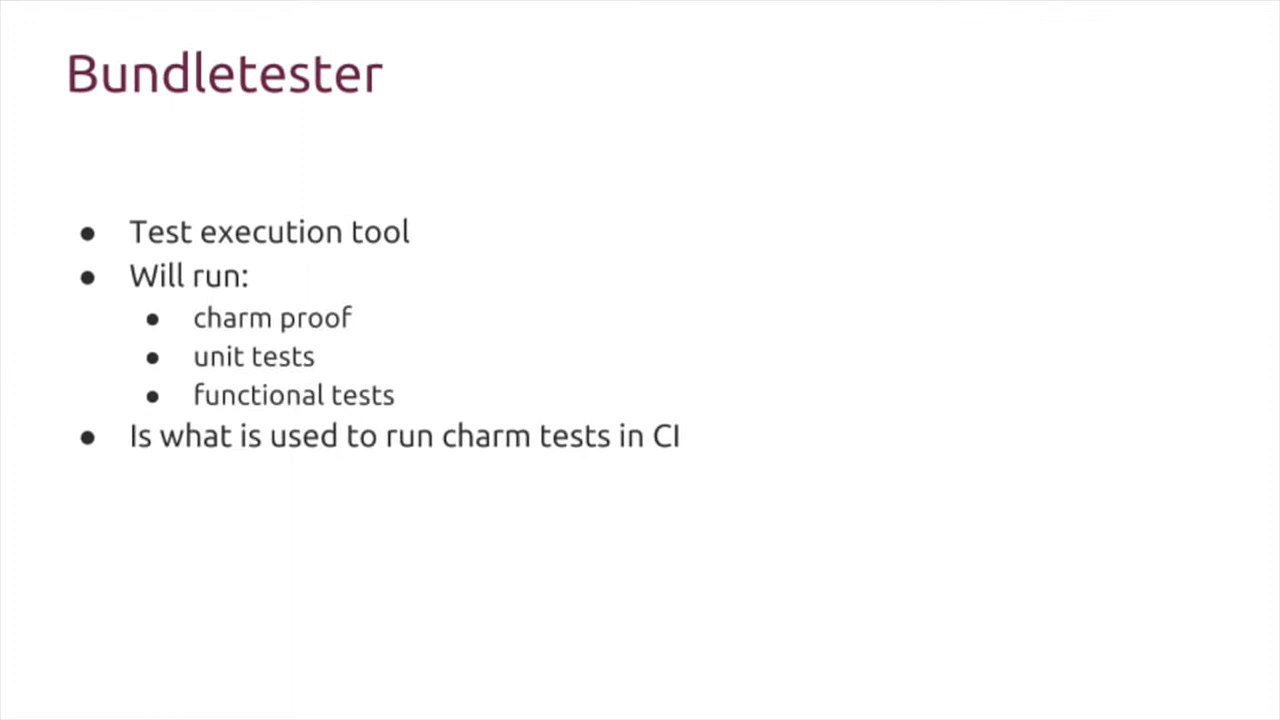 Bundletester
● Test execution tool
● Will run:
● charm proof
● unit tests
● functional tests
● Is what is used to run charm tests in CI